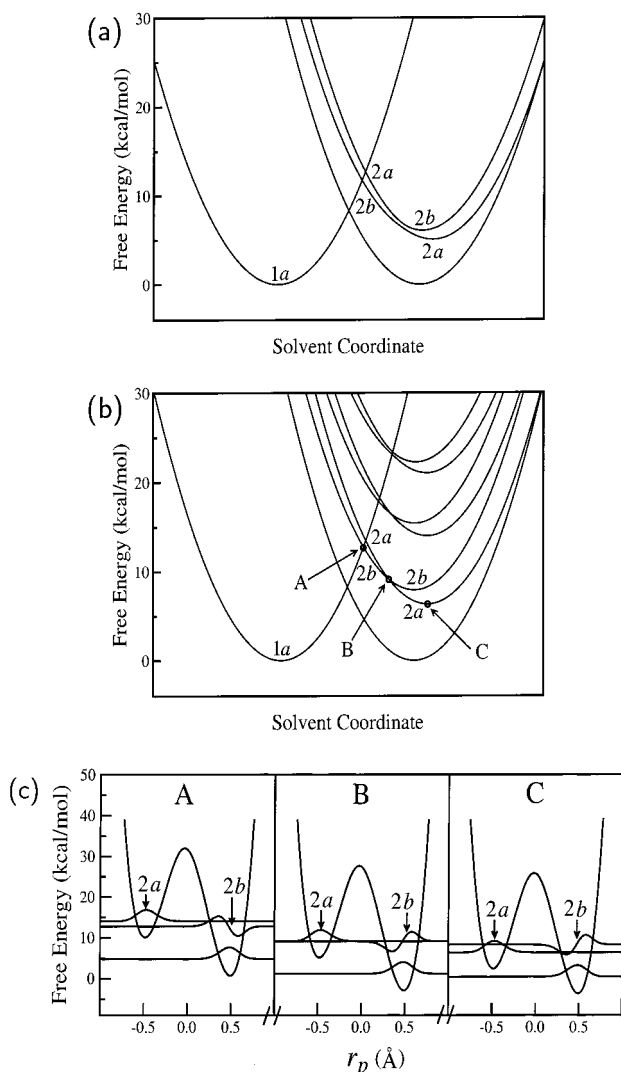 (a)
30
20
10
0
Free Energy (kcal/mol)
2a
2b
2b
2a
1a
Solvent Coordinate
(b)
30
20
10
0
Free Energy (kcal/mol)
2a
A
2b
2b
1a
B
2a
C
Solvent Coordinate
(c)
50
40
30
20
10
0
Free Energy (kcal/mol)
A
B
C
2a
2b
2a
2b
2a
2b
-0.5 0.0 0.5
-0.5 0.0 0.5
-0.5 0.0 0.5
rp (Å)